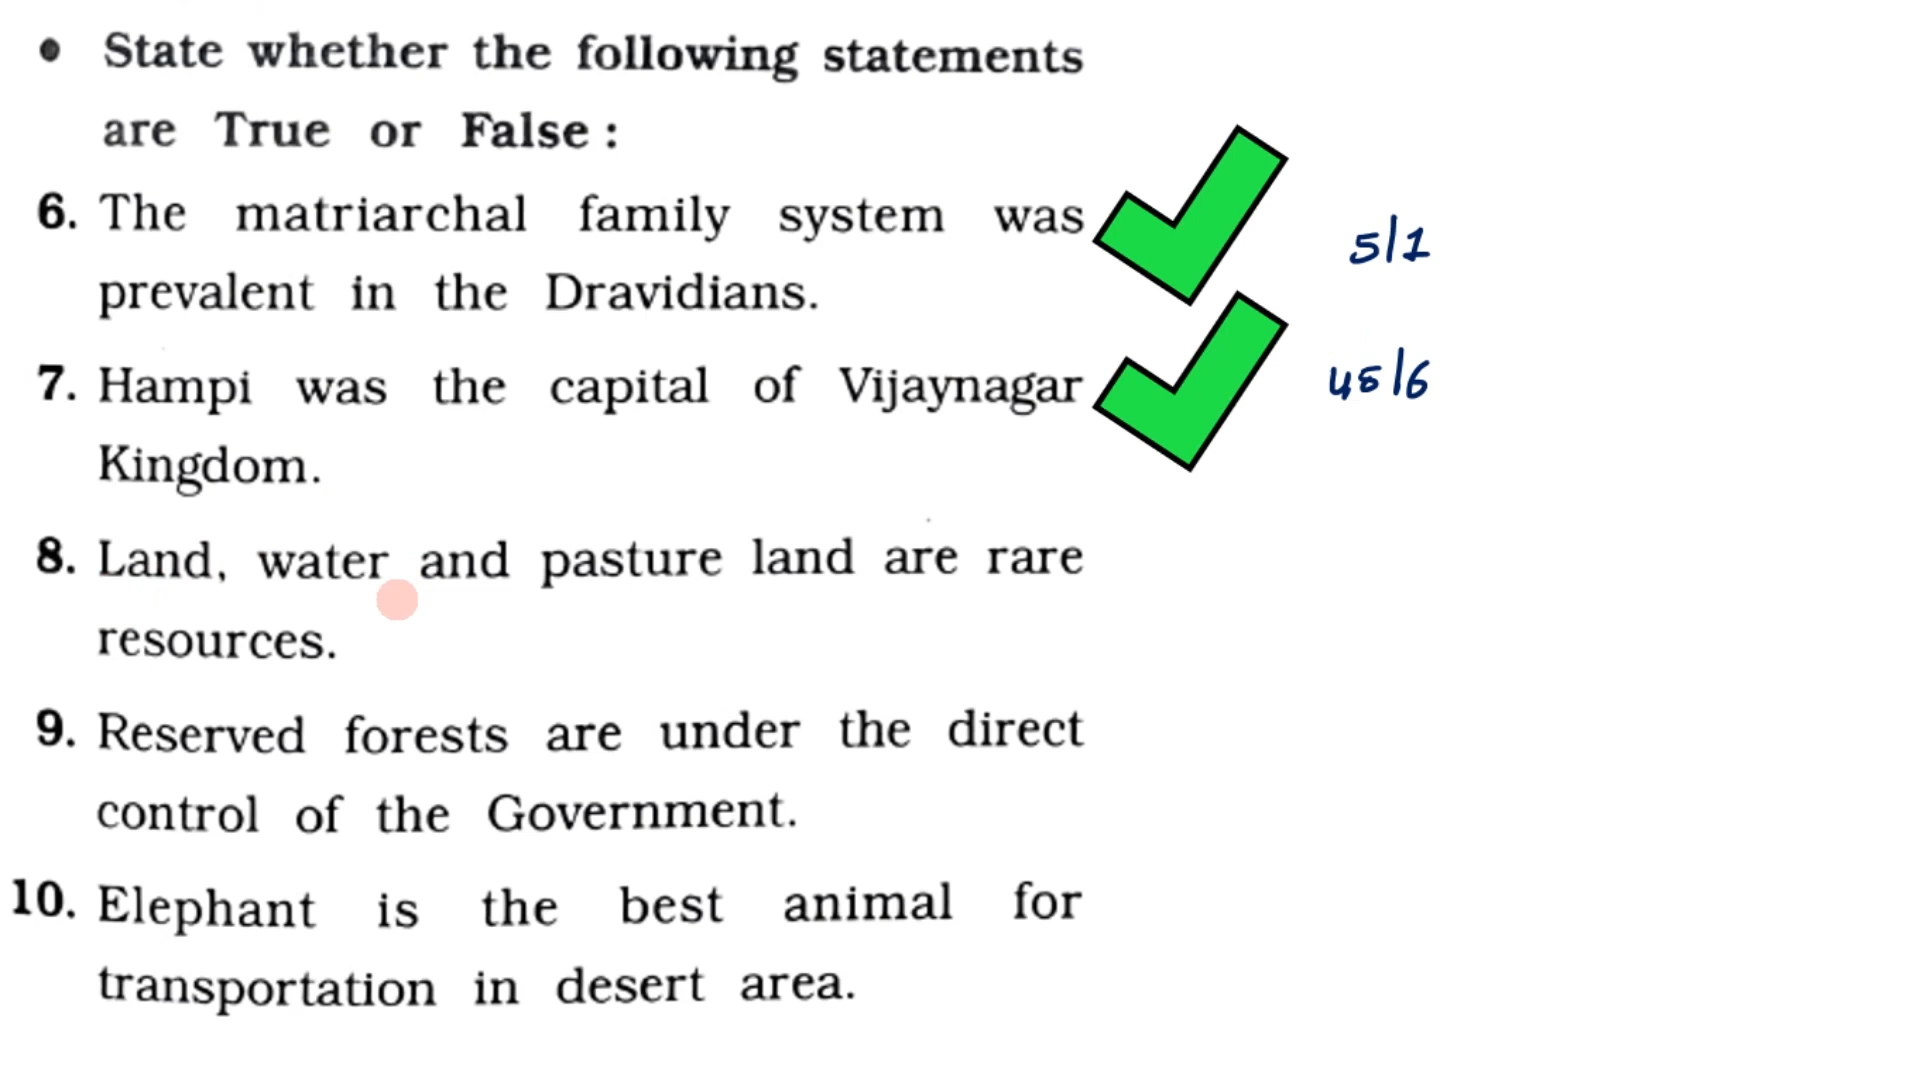 • State whether the following statements
are True or False :
6. The matriarchal family system was
prevalent in the Dravidians.
5/1
7. Hampi was the capital of Vijaynagar
Kingdom.
45/6
8. Land, water and pasture land are rare
resources.
9. Reserved forests are under the direct
control of the Government.
10. Elephant is the best animal for
transportation in desert area.